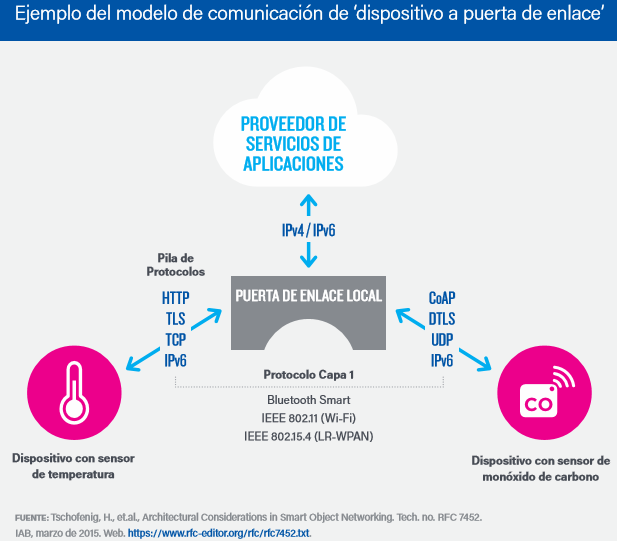 Ejemplo del modelo de comunicación de ‘dispositivo a puerta de enlace’
PROVEEDOR DE
SERVICIOS DE
APLICACIONES
IPv4 / IPv6
Pila de
Protocolos
HTTP
TLS
TCP
IPv6
PUERTA DE ENLACE LOCAL
CoAP
DTLS
UDP
IPv6
Protocolo Capa 1
Bluetooth Smart
IEEE 802.11 (Wi-Fi)
IEEE 802.15.4 (LR-WPAN)
Dispositivo con sensor
de temperatura
CO
Dispositivo con sensor de
monóxido de carbono
FUENTE: Tschofenig, H., et.al., Architectural Considerations in Smart Object Networking. Tech. no. RFC 7452.
IAB, marzo de 2015. Web. https://www.rfc-editor.org/rfc/rfc7452.txt.